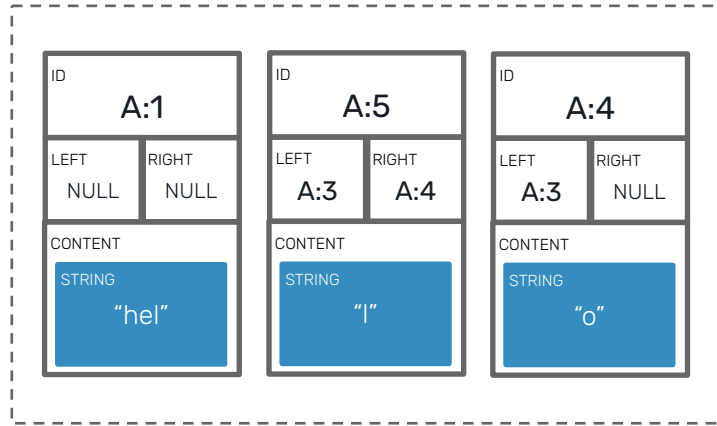 ID
A:1
LEFT
NULL
RIGHT
NULL
CONTENT
STRING
“hel”
ID
A:5
LEFT
A:3
RIGHT
A:4
CONTENT
STRING
“l”
ID
A:4
LEFT
A:3
RIGHT
NULL
CONTENT
STRING
“o”